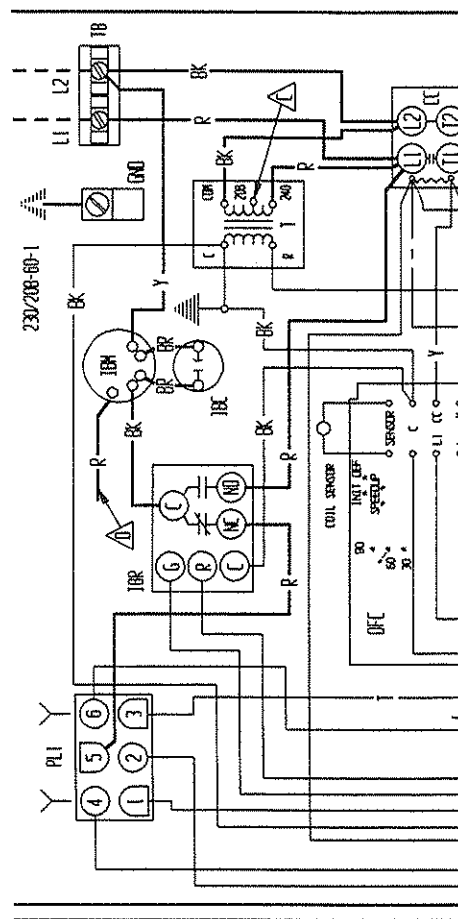 TB
L2
L1
BK
R
GND
230/208-60-1
BK
C
R
COM
208
240
C
R
T
CC
L2
T2
L1
T1
BK
Y
IBM
BR
BR
IBC
R
D
BK
BK
BK
R
Y
IBR
C
NO
NC
G
R
C
R
COIL SENSOR
SENSOR
INIT DEF
SPEEDUP
C
L1 CC
90
60
30
DFC
PL1
6
3
5
2
4
1